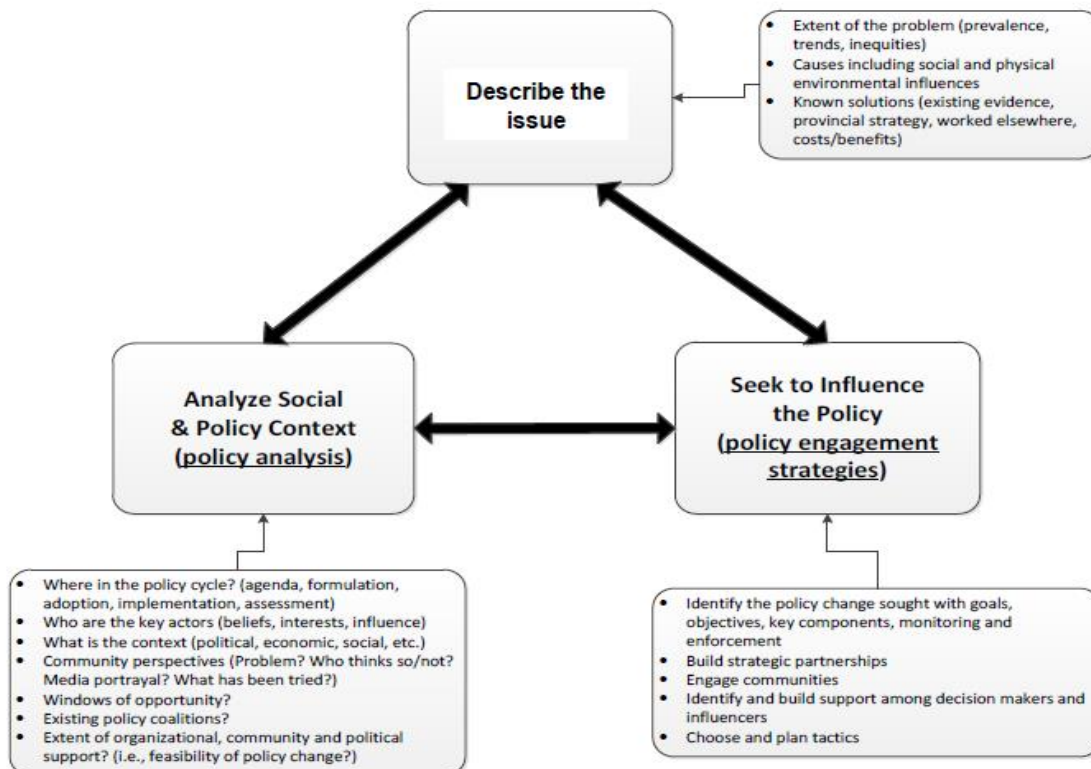 Describe the
issue
• Extent of the problem (prevalence,
trends, inequities)
• Causes including social and physical
environmental influences
• Known solutions (existing evidence,
provincial strategy, worked elsewhere,
costs/benefits)
Analyze Social
& Policy Context
(policy analysis)
Seek to Influence
the Policy
(policy engagement
strategies)
• Where in the policy cycle? (agenda, formulation,
adoption, implementation, assessment)
• Who are the key actors (beliefs, interests, influence)
• What is the context (political, economic, social, etc.)
• Community perspectives (Problem? Who thinks so/not?
Media portrayal? What has been tried?)
• Windows of opportunity?
• Existing policy coalitions?
• Extent of organizational, community and political
support? (i.e., feasibility of policy change?)
• Identify the policy change sought with goals,
objectives, key components, monitoring and
enforcement
• Build strategic partnerships
• Engage communities
• Identify and build support among decision makers and
influencers
• Choose and plan tactics